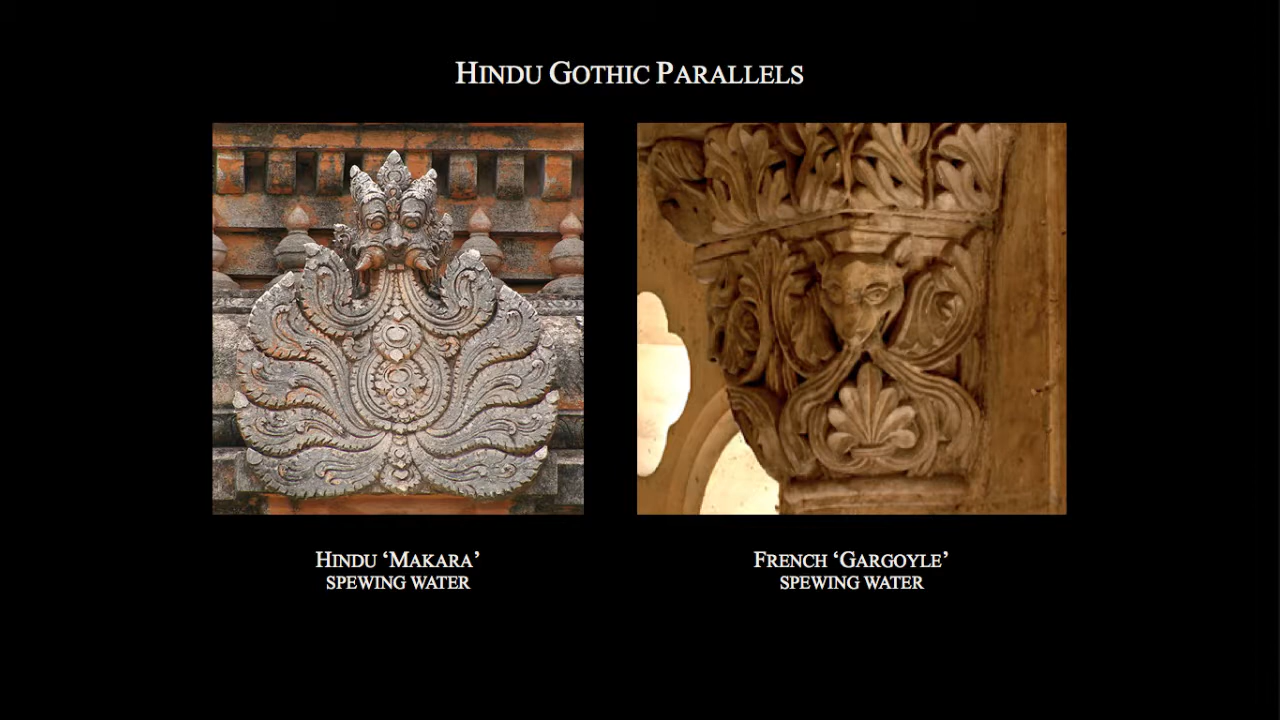 HINDU GOTHIC PARALLELS
HINDU ‘MAKARA’
SPEWING WATER
FRENCH ‘GARGOYLE’
SPEWING WATER